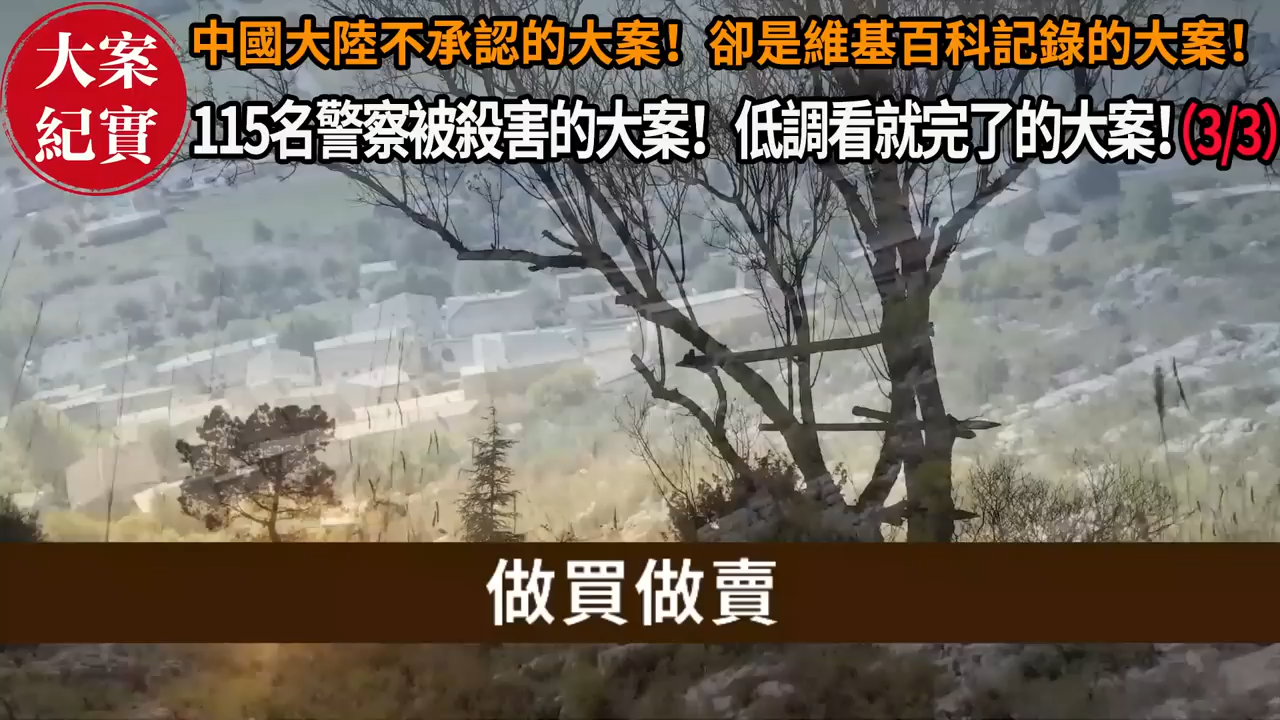 大案
紀實
中國大陸不承認的大案！卻是維基百科記錄的大案！
115名警察被殺害的大案！低調看就完了的大案！(3/3)
做買做賣